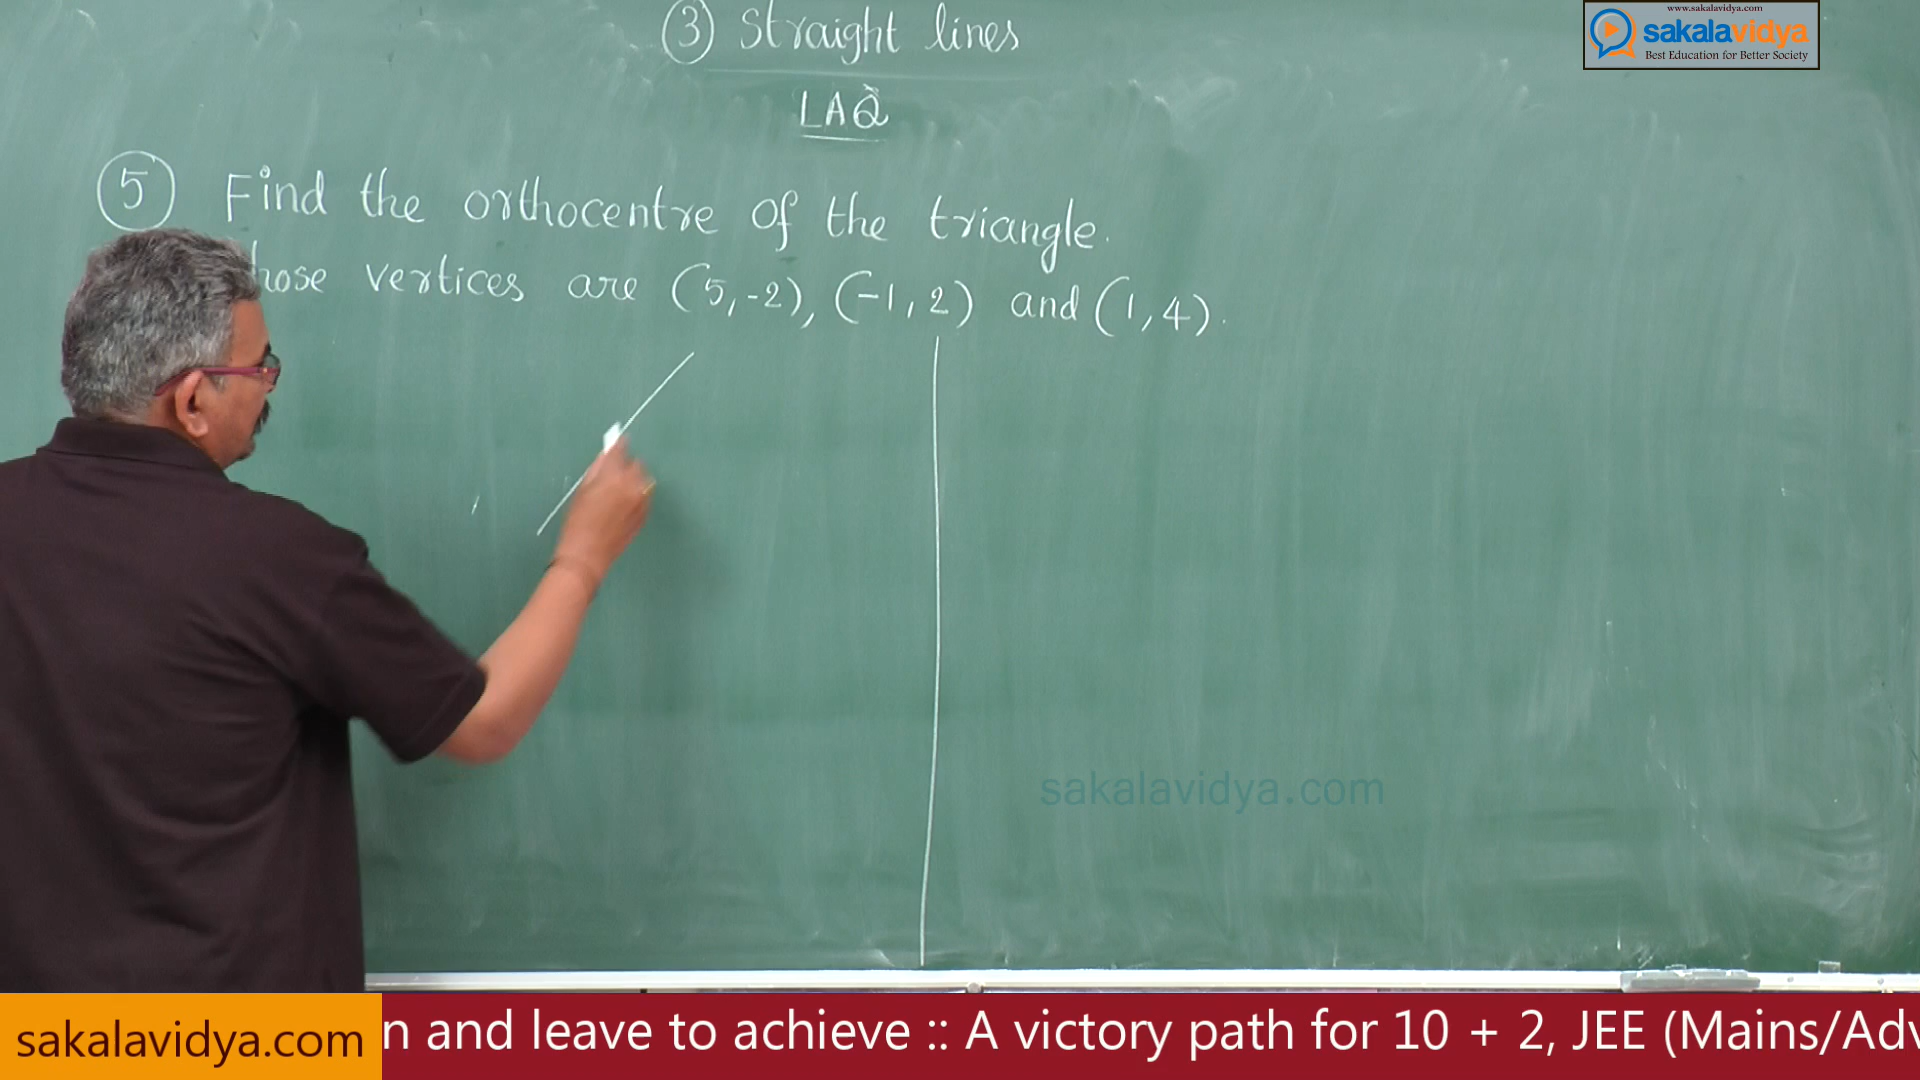 ③ Straight lines
LAQ
⑤ Find the orthocentre of the triangle.
hose vertices are (5,-2), (-1,2) and (1,4).
www.sakalavidya.com
sakalavidya
Best Education for Better Society
sakalavidya.com
sakalavidya.com
n and leave to achieve :: A victory path for 10 + 2, JEE (Mains/Adv